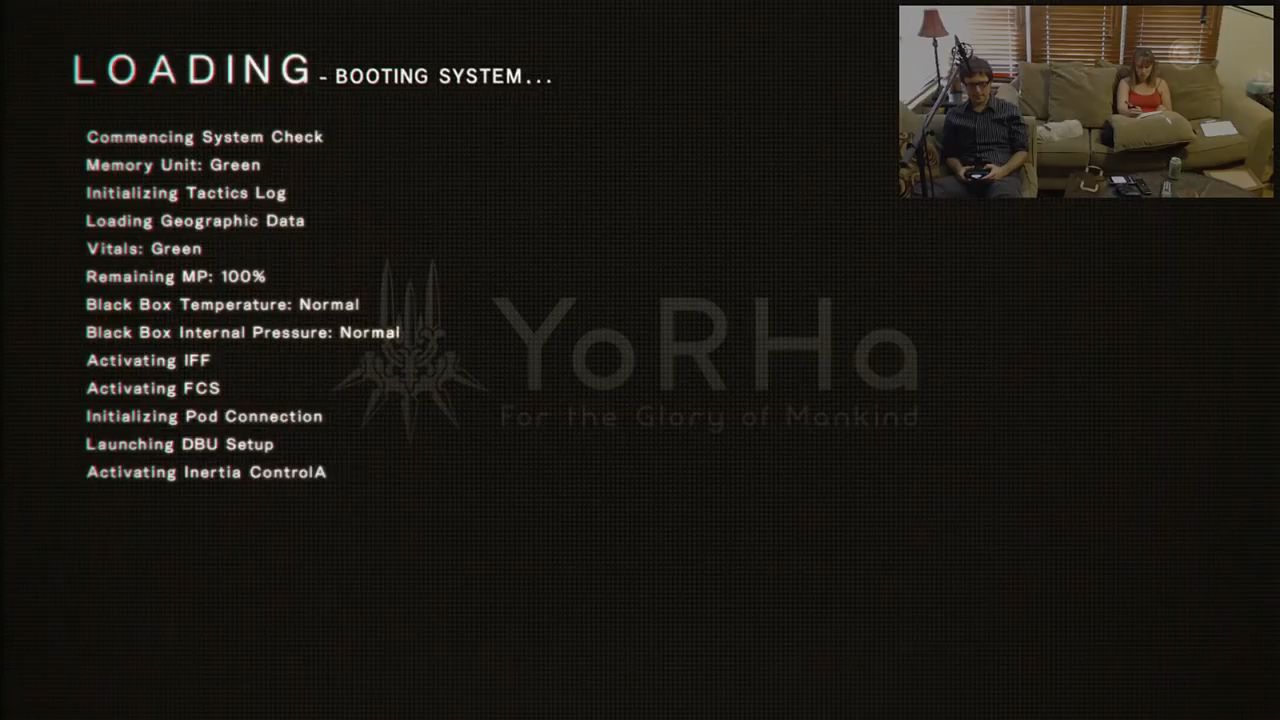 LOADING - BOOTING SYSTEM...
Commencing System Check
Memory Unit: Green
Initializing Tactics Log
Loading Geographic Data
Vitals: Green
Remaining MP: 100%
Black Box Temperature: Normal
Black Box Internal Pressure: Normal
Activating IFF
Activating FCS
Initializing Pod Connection
Launching DBU Setup
Activating Inertia ControlA
YoRHa
For the Glory of Mankind